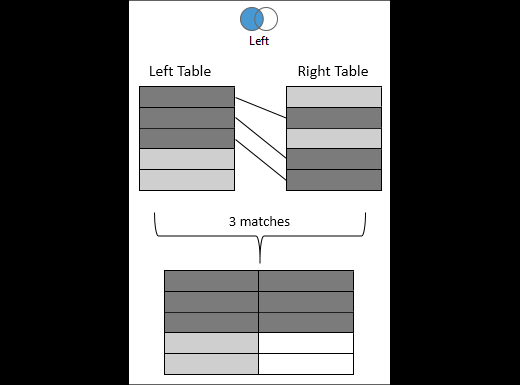 Left
Left Table
Right Table
3 matches